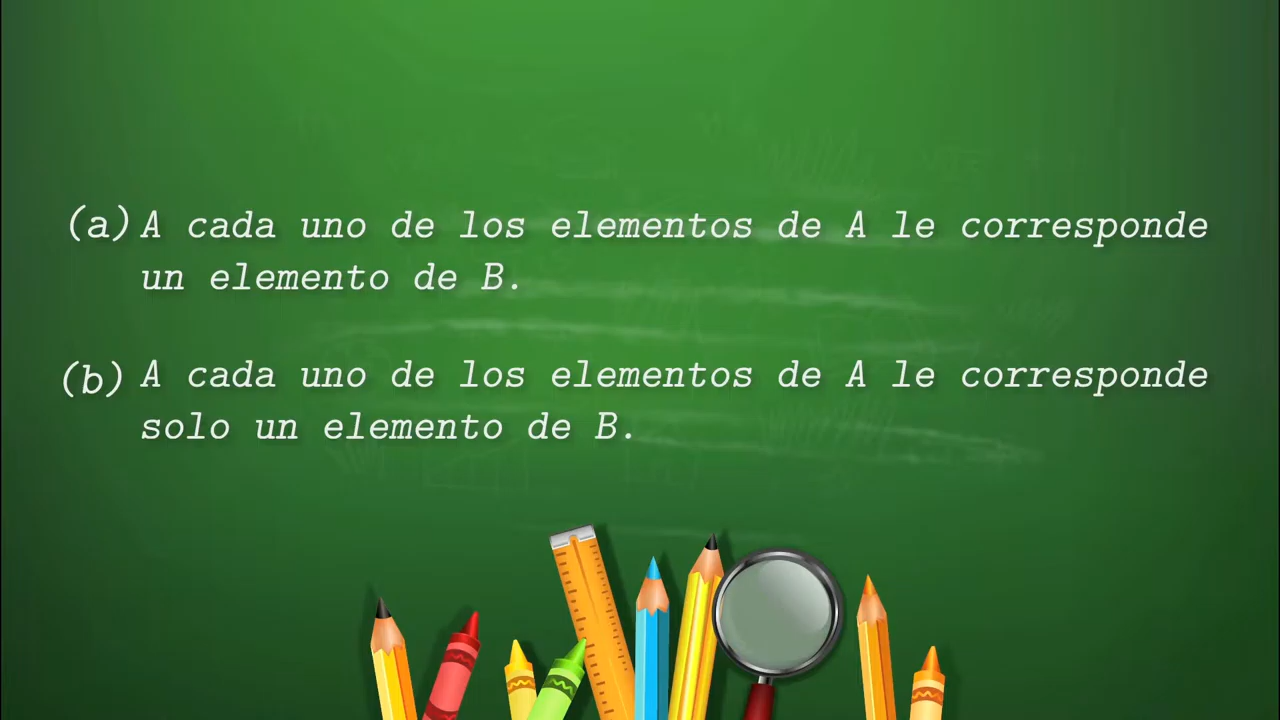 (a) A cada uno de los elementos de A le corresponde
un elemento de B.
(b) A cada uno de los elementos de A le corresponde
solo un elemento de B.